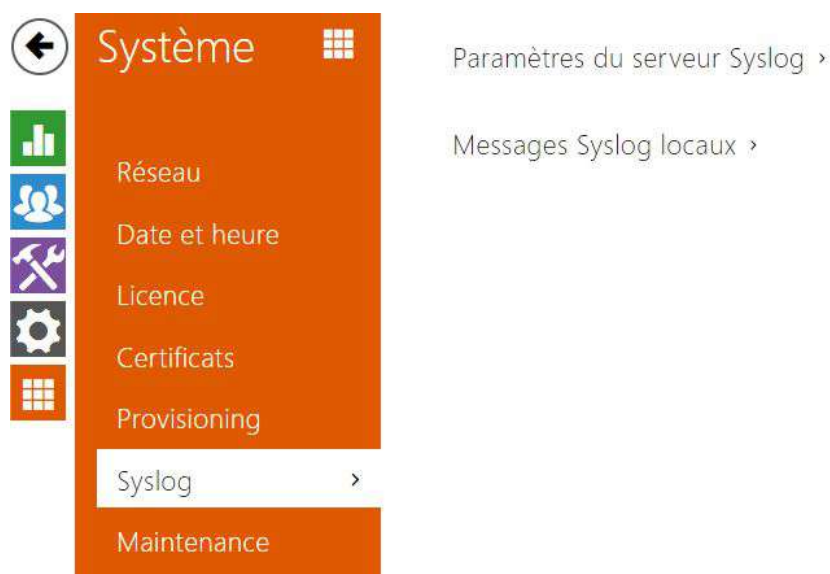 Système
Réseau
Date et heure
Licence
Certificats
Provisioning
Syslog
Maintenance
Paramètres du serveur Syslog
Messages Syslog locaux